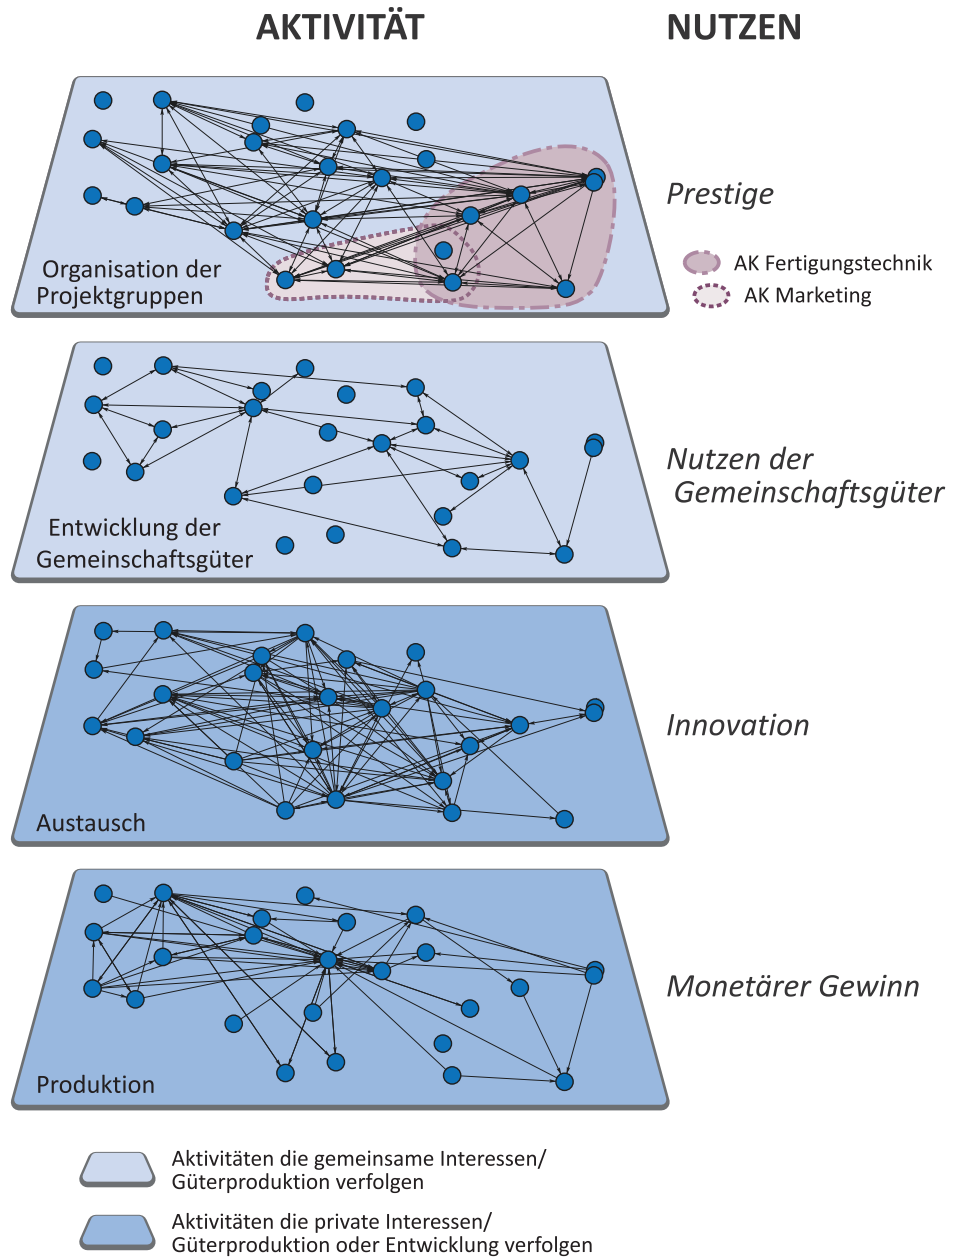 AKTIVITÄT NUTZEN
Prestige
Organisation der
Projektgruppen
AK Fertigungstechnik
AK Marketing
Nutzen der
Gemeinschaftsgüter
Entwicklung der
Gemeinschaftsgüter
Innovation
Austausch
Monetärer Gewinn
Produktion
Aktivitäten die gemeinsame Interessen/
Güterproduktion verfolgen
Aktivitäten die private Interessen/
Güterproduktion oder Entwicklung verfolgen